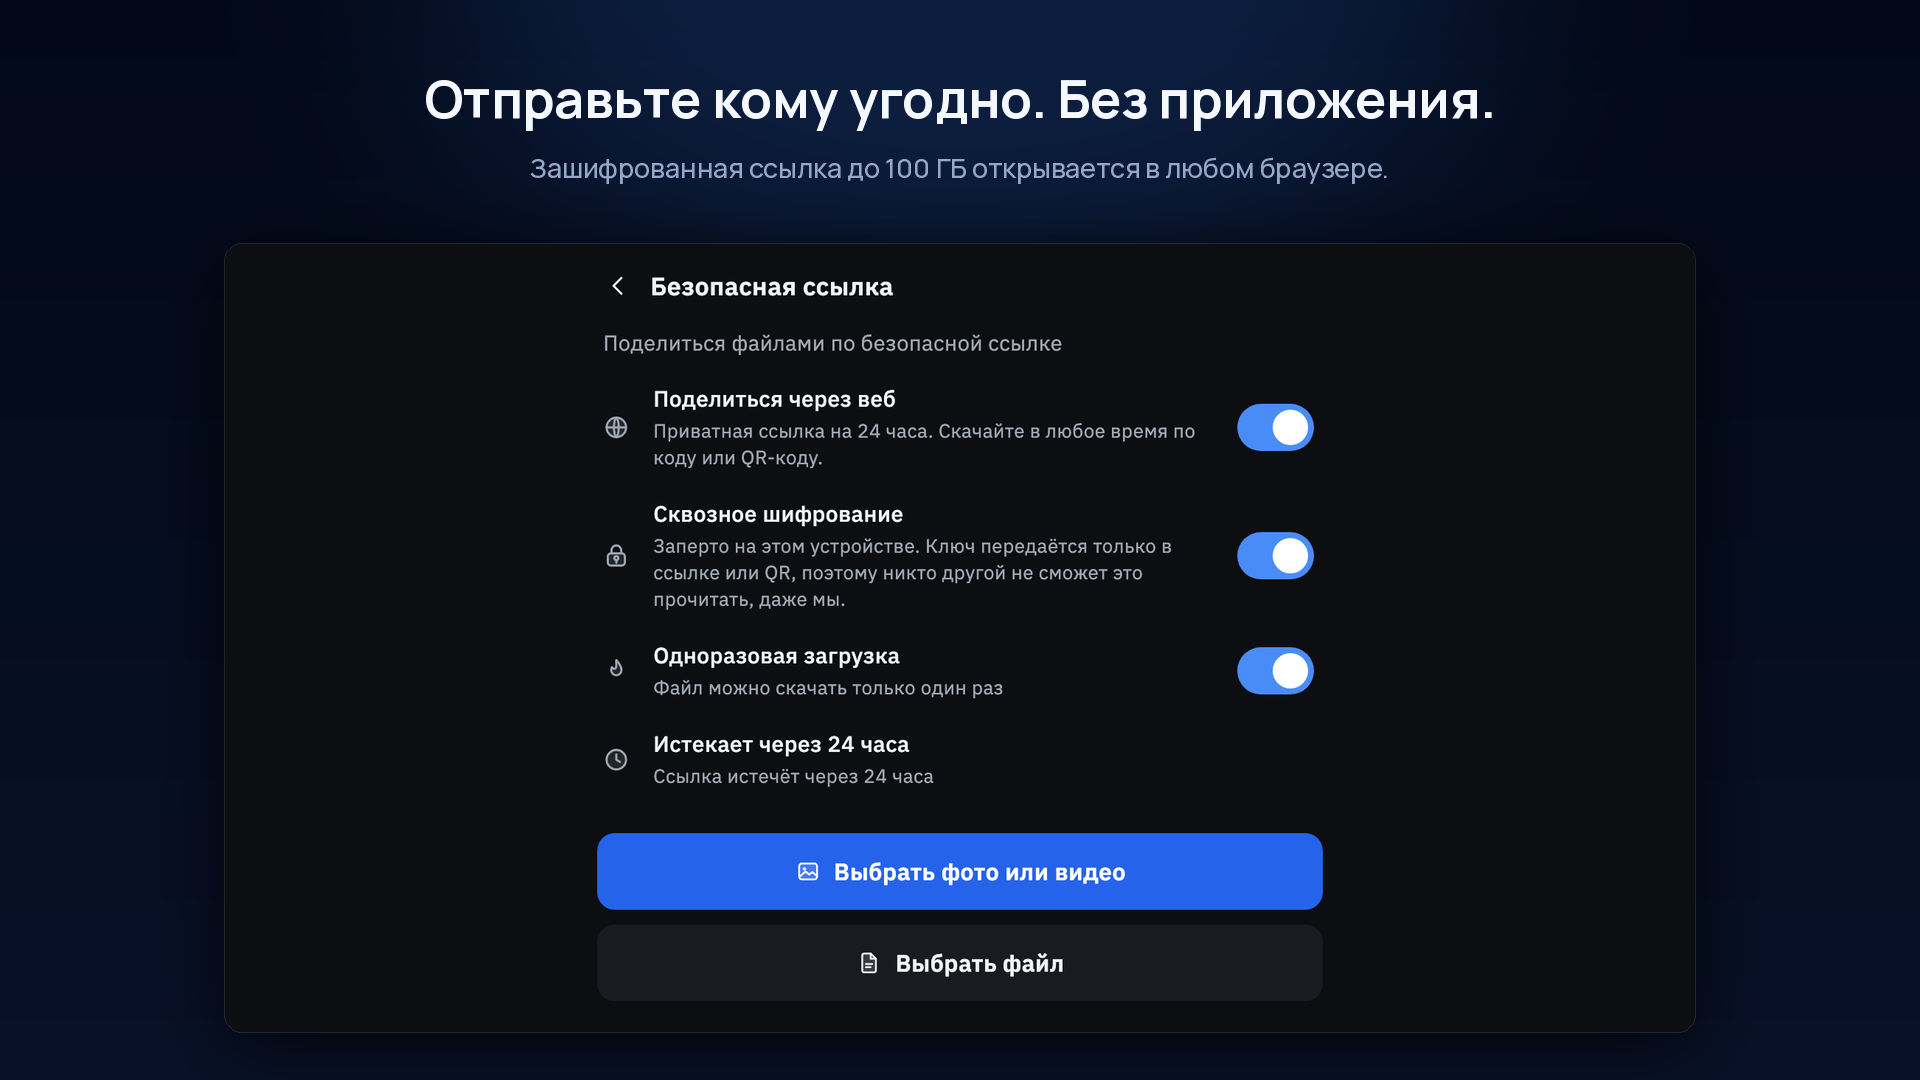 Отправьте кому угодно. Без приложения.
Зашифрованная ссылка до 100 ГБ открывается в любом браузере.
Безопасная ссылка
Поделиться файлами по безопасной ссылке
Поделиться через веб
Приватная ссылка на 24 часа. Скачайте в любое время по
коду или QR-коду.
Сквозное шифрование
Заперто на этом устройстве. Ключ передаётся только в
ссылке или QR, поэтому никто другой не сможет это
прочитать, даже мы.
Одноразовая загрузка
Файл можно скачать только один раз
Истекает через 24 часа
Ссылка истечёт через 24 часа
Выбрать фото или видео
Выбрать файл